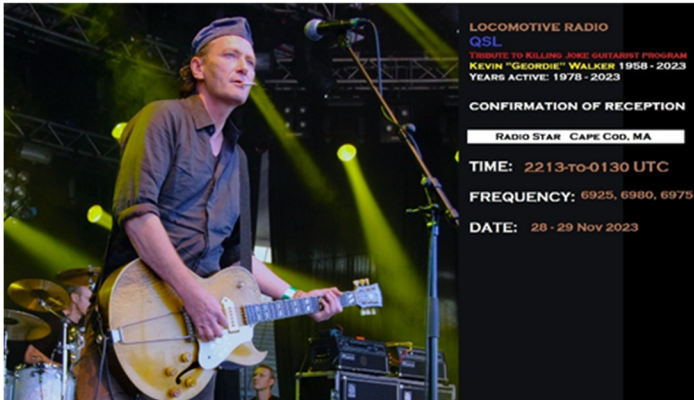 LOCOMOTIVE RADIO
QSL
TRIBUTE TO KILLING JOKE GUITARIST PROGRAM
KEVIN "GEORDIE" WALKER 1958 - 2023
YEARS ACTIVE: 1978 - 2023
CONFIRMATION OF RECEPTION
RADIO STAR CAPE COD, MA
TIME: 2213-TO-0130 UTC
FREQUENCY: 6925, 6980, 6975
DATE: 28 - 29 Nov 2023